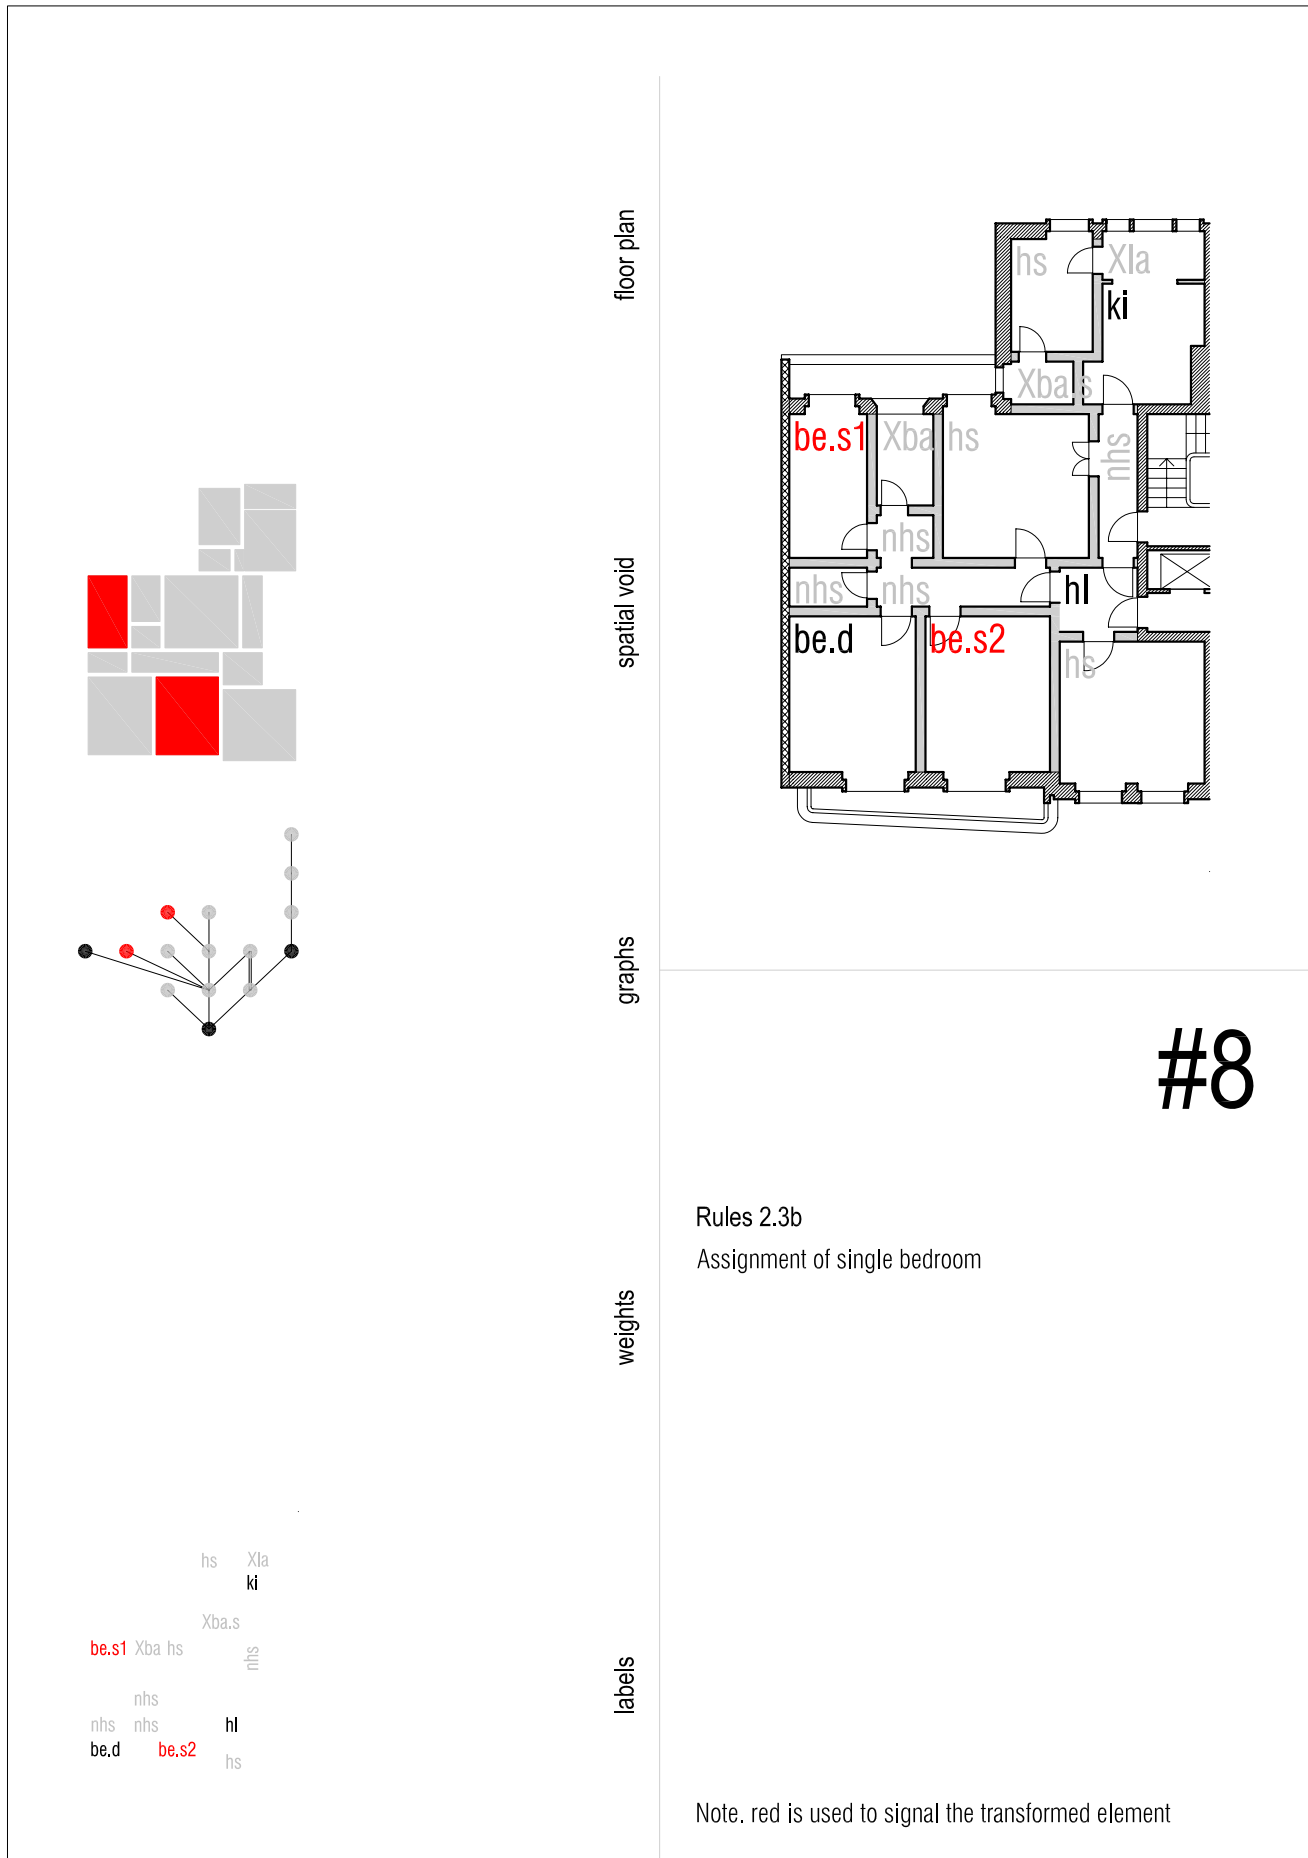 floor plan
spatial void
graphs
weights
labels
hs
Xla
ki
Xba.s
be.s1
Xba
hs
nhs
nhs
nhs
nhs
hl
be.d
be.s2
hs
#8
Rules 2.3b
Assignment of single bedroom
hs Xla
ki
Xba.s
be.s1 Xba hs
nhs
nhs
nhs nhs hl
be.d be.s2
hs
Note. red is used to signal the transformed element